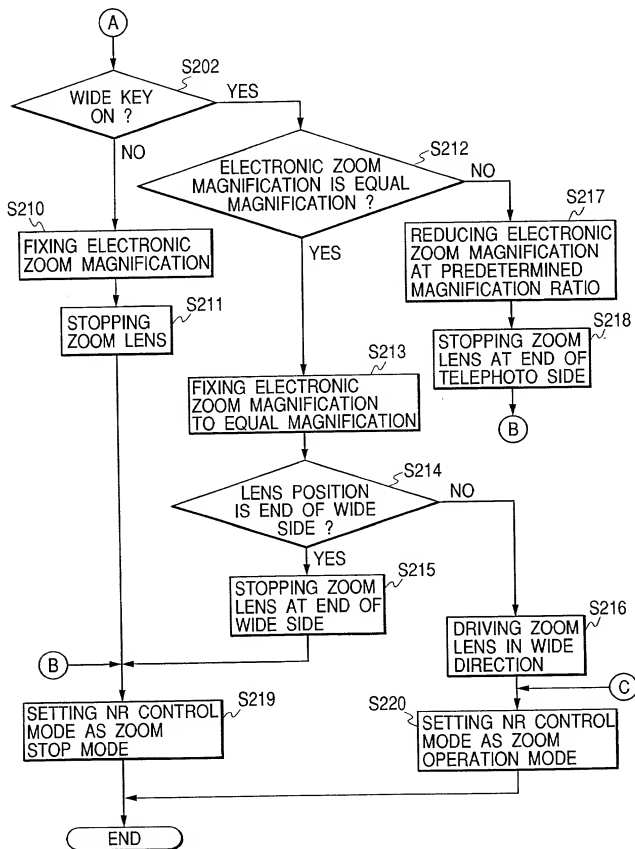 A
S202
WIDE KEY
ON ?
YES
NO
S212
ELECTRONIC ZOOM
MAGNIFICATION IS EQUAL
MAGNIFICATION ?
NO
YES
S210
FIXING ELECTRONIC
ZOOM MAGNIFICATION
S217
REDUCING ELECTRONIC
ZOOM MAGNIFICATION
AT PREDETERMINED
MAGNIFICATION RATIO
S211
STOPPING
ZOOM LENS
S218
STOPPING ZOOM
LENS AT END OF
TELEPHOTO SIDE
B
S213
FIXING ELECTRONIC
ZOOM MAGNIFICATION
TO EQUAL MAGNIFICATION
S214
LENS POSITION
IS END OF WIDE
SIDE ?
NO
YES
S215
STOPPING ZOOM
LENS AT END OF
WIDE SIDE
S216
DRIVING ZOOM
LENS IN WIDE
DIRECTION
B
C
S219
SETTING NR CONTROL
MODE AS ZOOM
STOP MODE
S220
SETTING NR CONTROL
MODE AS ZOOM
OPERATION MODE
END